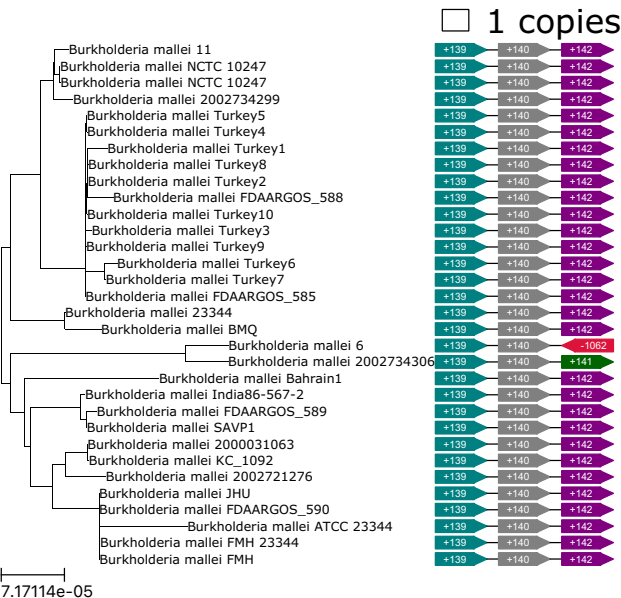 1 copies
Burkholderia mallei 11 +139 +140 +142
Burkholderia mallei NCTC 10247 +139 +140 +142
Burkholderia mallei NCTC 10247 +139 +140 +142
Burkholderia mallei 2002734299 +139 +140 +142
Burkholderia mallei Turkey5 +139 +140 +142
Burkholderia mallei Turkey4 +139 +140 +142
Burkholderia mallei Turkey1 +139 +140 +142
Burkholderia mallei Turkey8 +139 +140 +142
Burkholderia mallei Turkey2 +139 +140 +142
Burkholderia mallei FDAARGOS_588 +139 +140 +142
Burkholderia mallei Turkey10 +139 +140 +142
Burkholderia mallei Turkey3 +139 +140 +142
Burkholderia mallei Turkey9 +139 +140 +142
Burkholderia mallei Turkey6 +139 +140 +142
Burkholderia mallei Turkey7 +139 +140 +142
Burkholderia mallei FDAARGOS_585 +139 +140 +142
Burkholderia mallei 23344 +139 +140 +142
Burkholderia mallei BMQ +139 +140 +142
Burkholderia mallei 6 +139 +140 -1062
Burkholderia mallei 2002734306 +139 +140 +141
Burkholderia mallei Bahrain1 +139 +140 +142
Burkholderia mallei India86-567-2 +139 +140 +142
Burkholderia mallei FDAARGOS_589 +139 +140 +142
Burkholderia mallei SAVP1 +139 +140 +142
Burkholderia mallei 2000031063 +139 +140 +142
Burkholderia mallei KC_1092 +139 +140 +142
Burkholderia mallei 2002721276 +139 +140 +142
Burkholderia mallei JHU +139 +140 +142
Burkholderia mallei FDAARGOS_590 +139 +140 +142
Burkholderia mallei ATCC 23344 +139 +140 +142
Burkholderia mallei FMH 23344 +139 +140 +142
Burkholderia mallei FMH +139 +140 +142
7.17114e-05